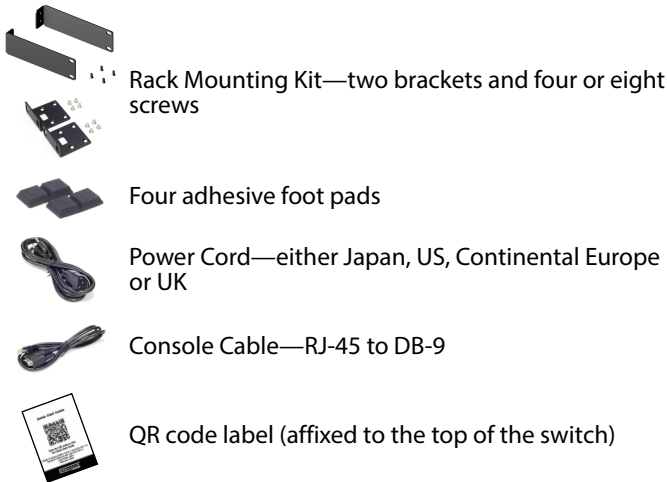 Rack Mounting Kit—two brackets and four or eight
screws
Four adhesive foot pads
Power Cord—either Japan, US, Continental Europe
or UK
Console Cable—RJ-45 to DB-9
QR code label (affixed to the top of the switch)